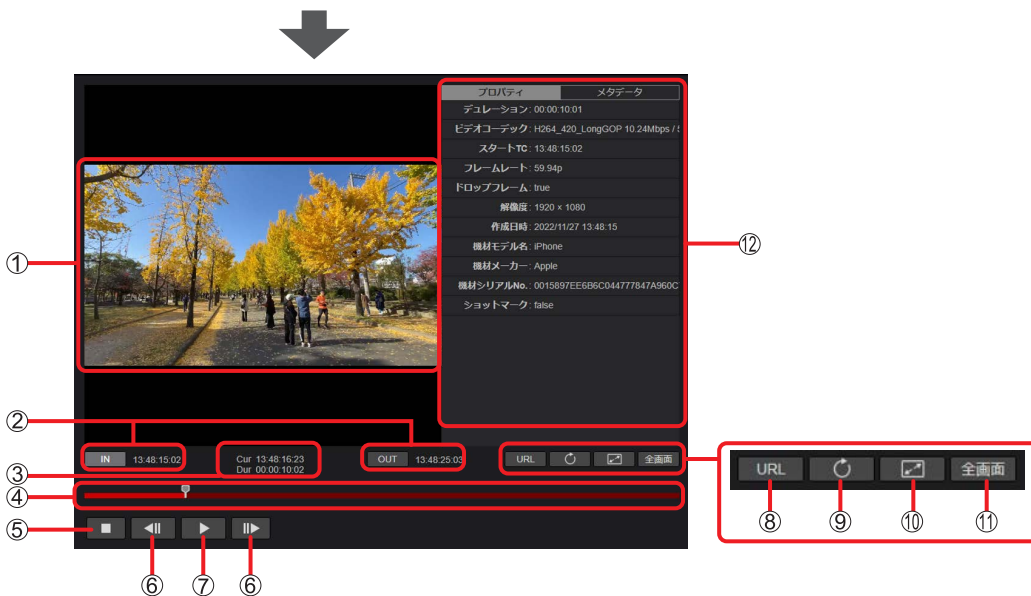 プロパティ
メタデータ
デュレーション: 00:00:10:01
ビデオコーデック: H264_420_LongGOP 10.24Mbps /
スタートTC: 13:48:15:02
フレームレート: 59.94p
ドロップフレーム: true
解像度: 1920 × 1080
作成日時: 2022/11/27 13:48:15
機材モデル名: iPhone
機材メーカー: Apple
機材シリアルNo.: 0015897EE6B6C044777847A960C
ショットマーク: false
①
⑫
②
IN 13:48:15:02
Cur 13:48:16:23
Dur 00:00:10:02
OUT 13:48:25:03
URL
全画面
③
④
⑤
⑥
⑦
⑥
URL
全画面
⑧
⑨
⑩
⑪